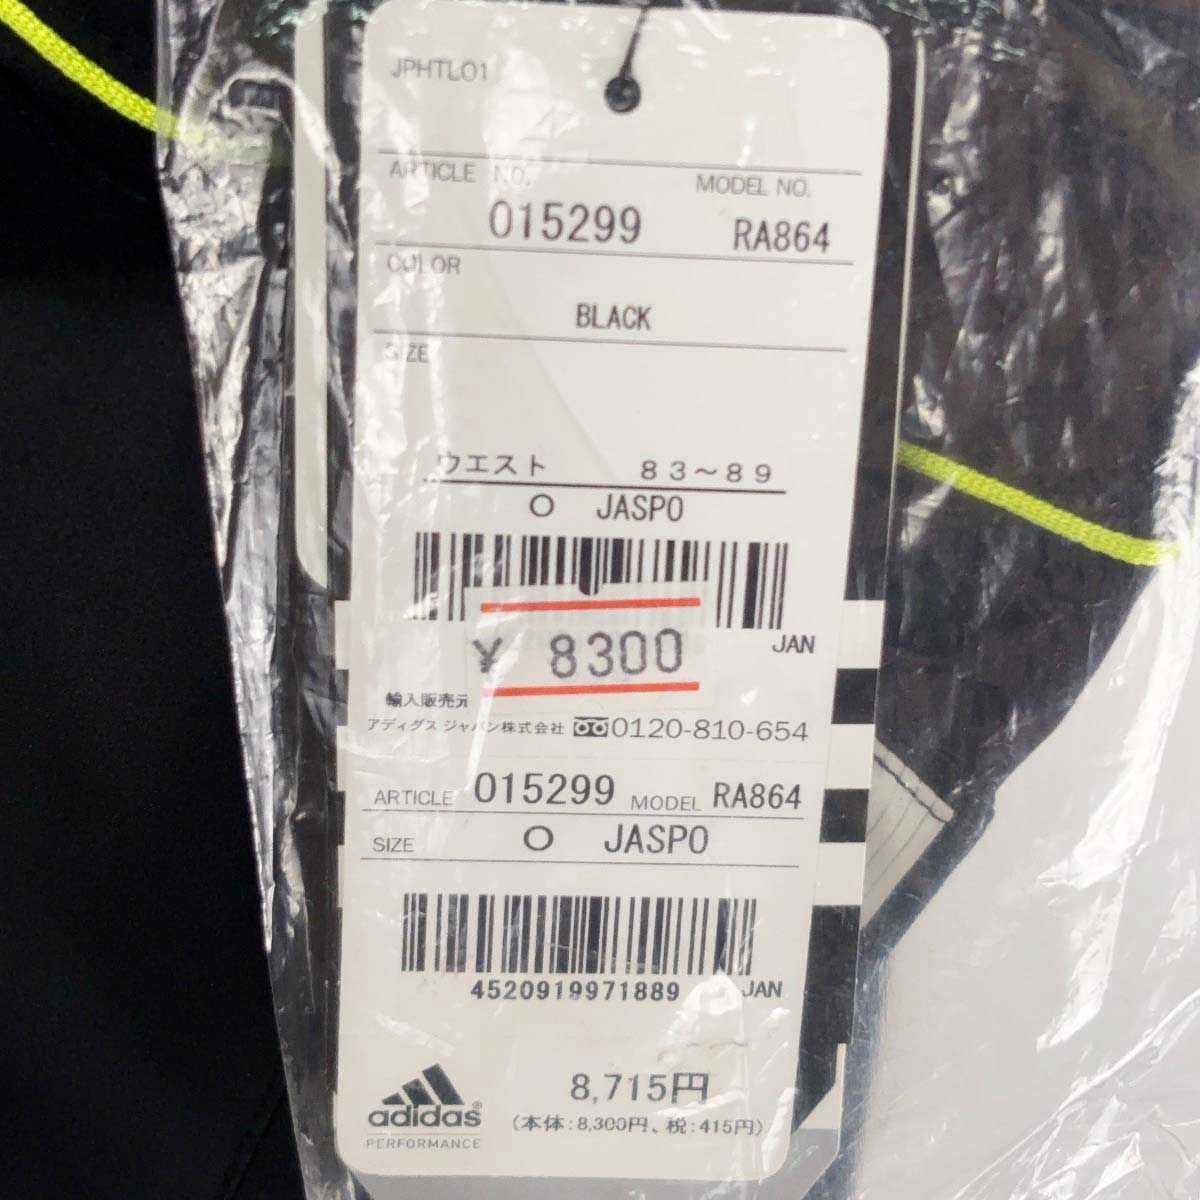 JPHTL01
ARTICLE NO. MODEL NO.
015299 RA864
COLOR
BLACK
SIZE
ウエスト 83～89
O JASPO
JAN
¥ 8300
輸入販売元
アディダス ジャパン株式会社 0120-810-654
ARTICLE 015299 MODEL RA864
SIZE O JASPO
4520919971889 JAN
adidas
PERFORMANCE
8,715円
(本体:8,300円、税:415円)